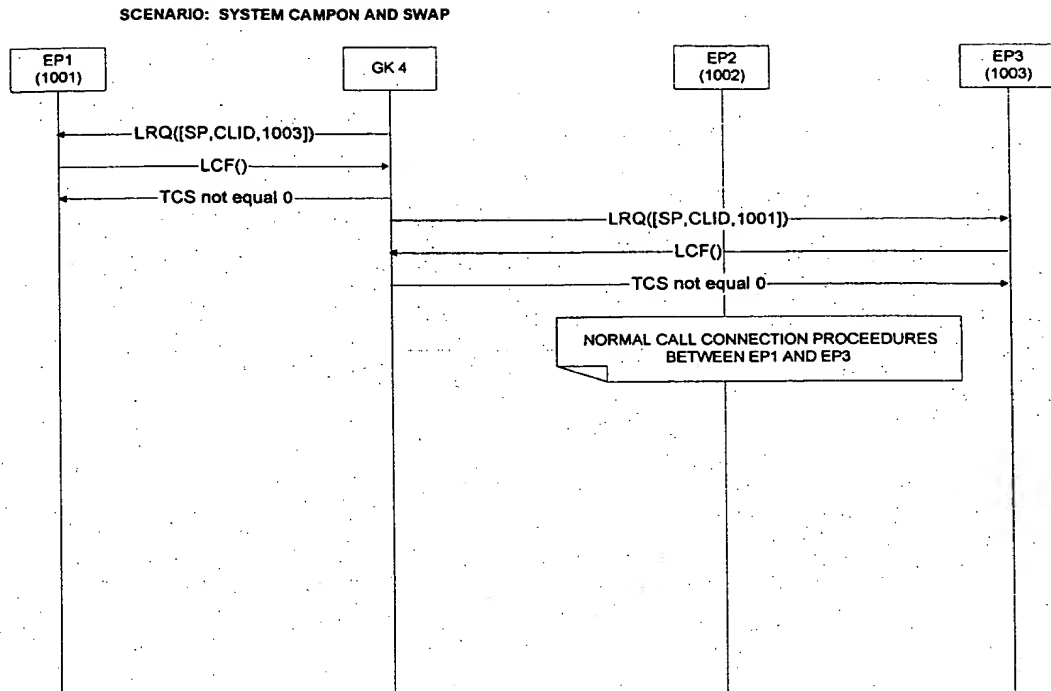 SCENARIO: SYSTEM CAMPON AND SWAP
EP1
(1001)
GK 4
EP2
(1002)
EP3
(1003)
LRQ([SP,CLID,1003])
LCF()
TCS not equal 0
LRQ([SP,CLID,1001])
LCF()
TCS not equal 0
NORMAL CALL CONNECTION PROCEEDURES
BETWEEN EP1 AND EP3